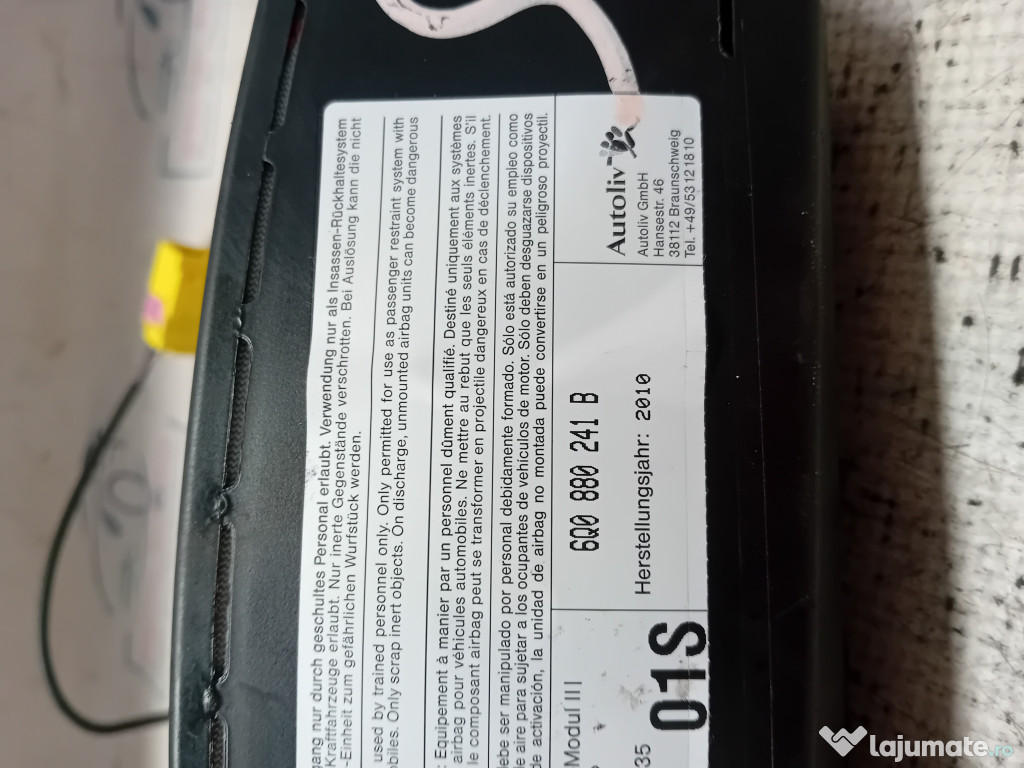 gang nur durch geschultes Personal erlaubt. Verwendung nur als Insassen-Rückhaltesystem
Kraftfahrzeuge erlaubt. Nur inerte Gegenstände verschrotten. Bei Auslösung kann die nicht
-Einheit zum gefährlichen Wurfstück werden.
used by trained personnel only. Only permitted for use as passenger restraint system with
biles. Only scrap inert objects. On discharge, unmounted airbag units can become dangerous
: Equipement à manier par un personnel dûment qualifié. Destiné uniquement aux systèmes
airbag pour véhicules automobiles. Ne mettre au rebut que les seuls éléments inertes. S'il
le composant airbag peut se transformer en projectile dangereux en cas de déclenchement.
ebe ser manipulado por personal debidamente formado. Sólo está autorizado su empleo como
le aire para sujetar a los ocupantes de vehículos de motor. Sólo deben desguazarse dispositivos
de activación, la unidad de airbag no montada puede convertirse en un peligroso proyectil.
Modul III
35
01S
6Q0 880 241 B
Herstellungsjahr: 2010
Autoliv
Autoliv GmbH
Hansestr. 46
38112 Braunschweig
Tel. +49/53121810
lajumate.ro